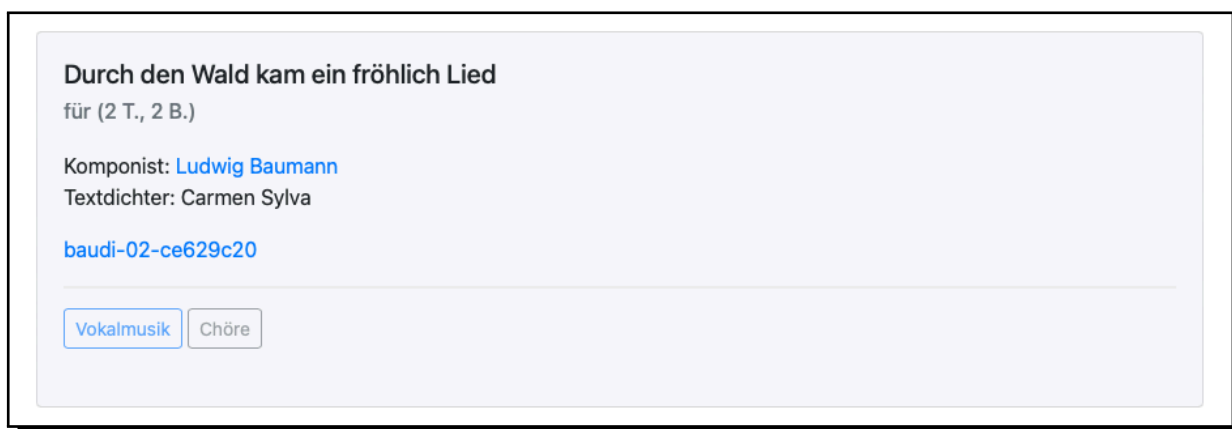 Durch den Wald kam ein fröhlich Lied
für (2 T., 2 B.)
Komponist: Ludwig Baumann
Textdichter: Carmen Sylva
baudi-02-ce629c20
Vokalmusik Chöre